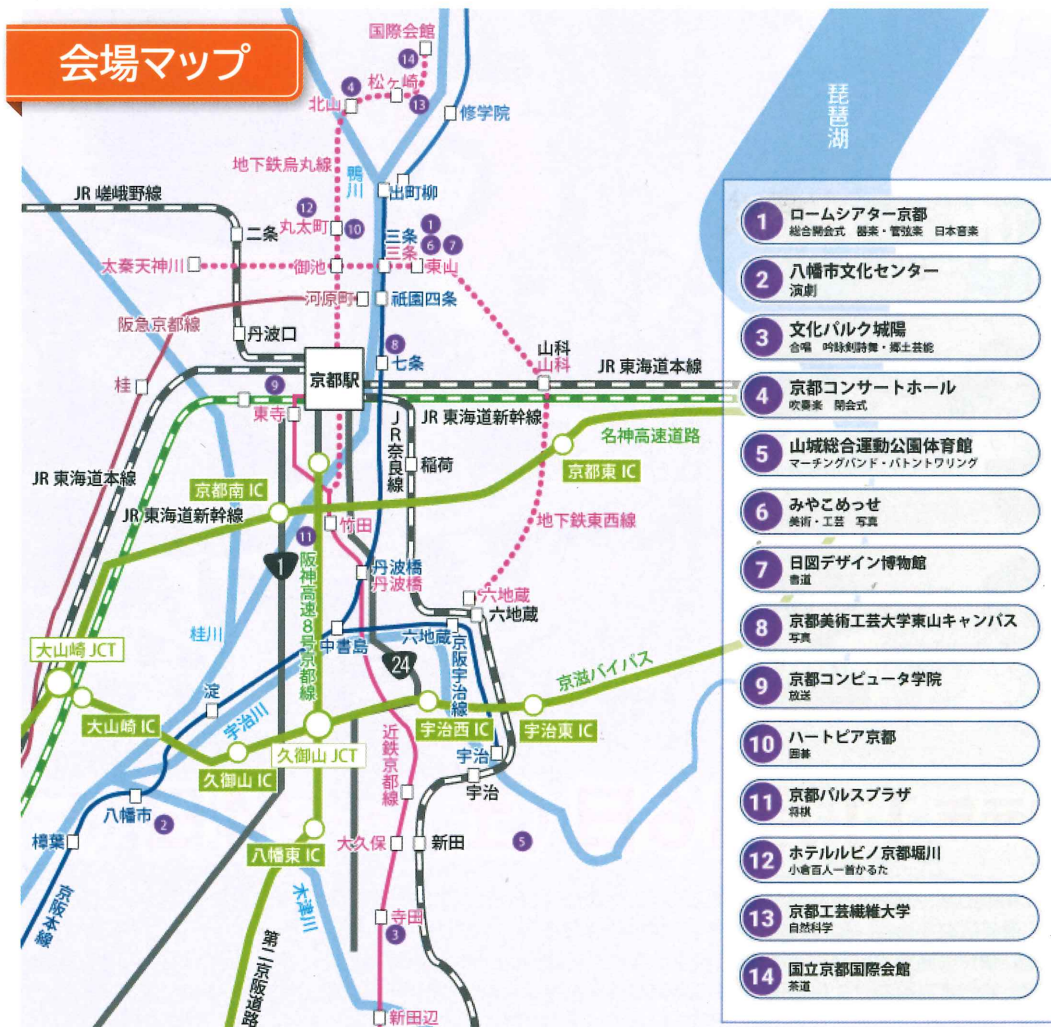 会場マップ
国際会館
14
松ヶ崎
4
13
北山
修学院
地下鉄烏丸線
鴨川
出町柳
JR 嵯峨野線
12
丸太町
10
二条
三条
1
三条
6
7
太秦天神川
御池
東山
河原町
祇園四条
阪急京都線
丹波口
8
七条
山科
山科
京都駅
JR 東海道本線
桂
9
東寺
JR 東海道新幹線
JR奈良線
名神高速道路
稲荷
京都東 IC
JR 東海道本線
京都南 IC
JR 東海道新幹線
竹田
地下鉄東西線
11
阪神高速8号京都線
1
丹波橋
丹波橋
六地蔵
六地蔵
桂川
中書島
六地蔵
大山崎 JCT
24
京阪宇治線
京滋バイパス
淀
宇治川
大山崎 IC
宇治西 IC
宇治東 IC
久御山 JCT
久御山 IC
近鉄京都線
宇治
宇治
八幡市
2
樟葉
八幡東 IC
大久保
新田
5
京阪本線
木津川
寺田
3
第二京阪道路
新田辺
琵琶湖
1
ロームシアター京都
総合開会式 器楽・管弦楽 日本音楽
2
八幡市文化センター
演劇
3
文化パルク城陽
合唱 吟詠剣詩舞・郷土芸能
4
京都コンサートホール
吹奏楽 閉会式
5
山城総合運動公園体育館
マーチングバンド・バトントワリング
6
みやこめっせ
美術・工芸 写真
7
日図デザイン博物館
書道
8
京都美術工芸大学東山キャンパス
写真
9
京都コンピュータ学院
放送
10
ハートピア京都
囲碁
11
京都パルスプラザ
将棋
12
ホテルルビノ京都堀川
小倉百人一首かるた
13
京都工芸繊維大学
自然科学
14
国立京都国際会館
茶道